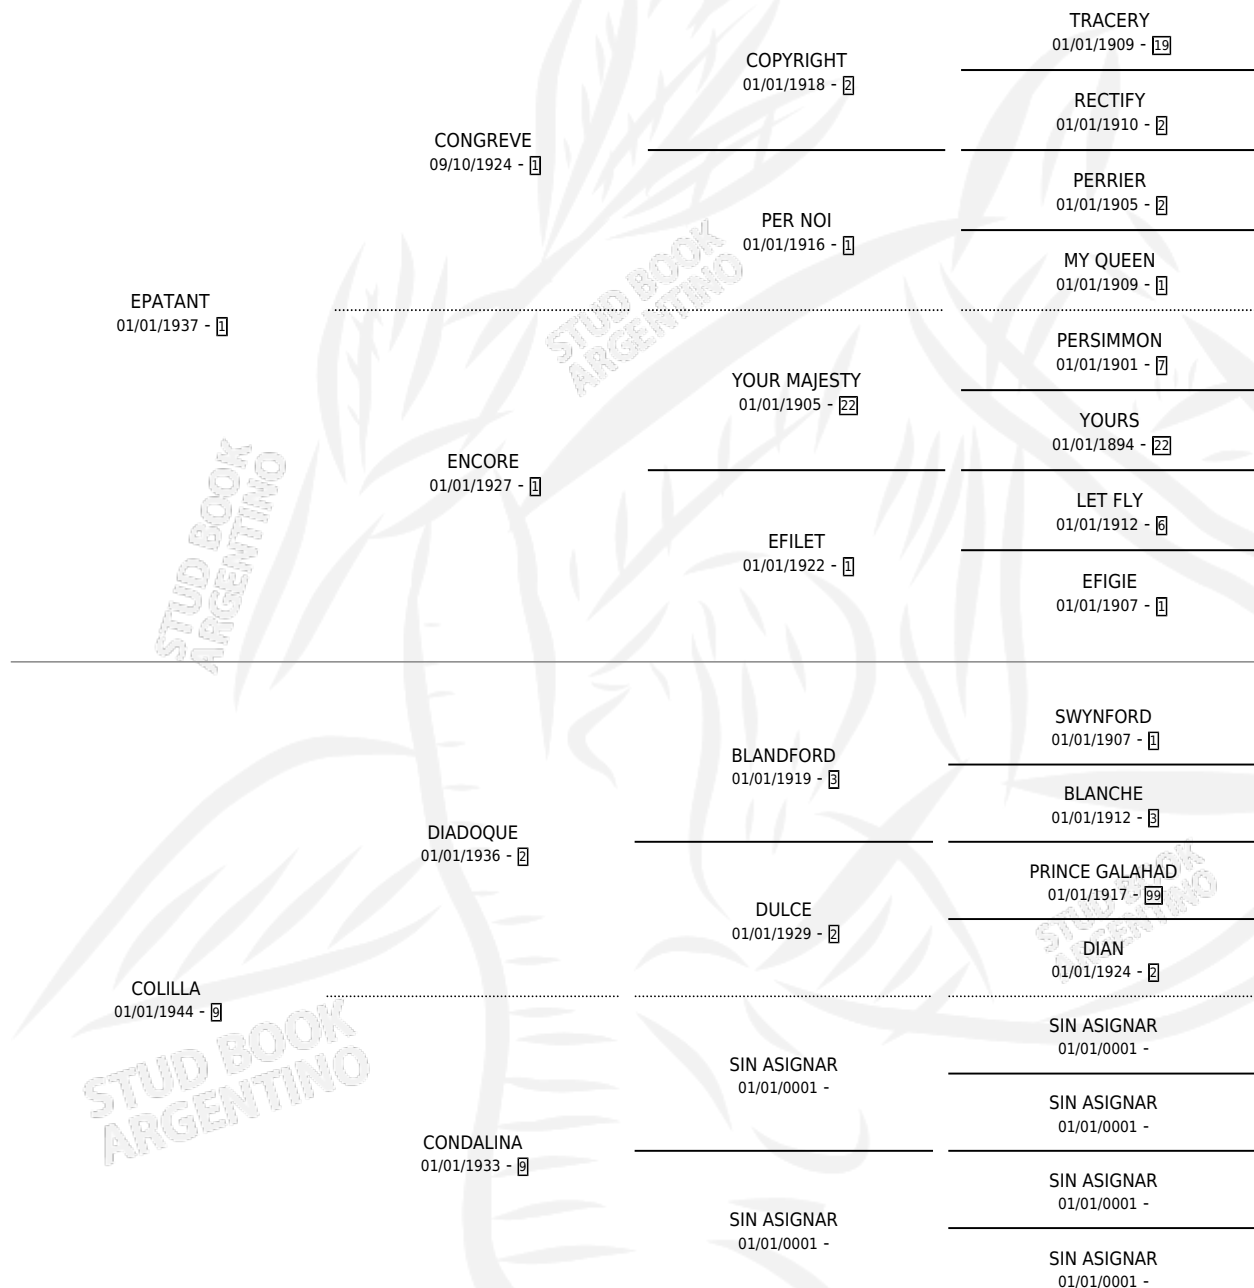 TRACERY
01/01/1909 - 19
COPYRIGHT
01/01/1918 - 2
RECTIFY
01/01/1910 - 2
CONGREVE
09/10/1924 - 1
PERRIER
01/01/1905 - 2
PER NOI
01/01/1916 - 1
MY QUEEN
01/01/1909 - 1
EPATANT
01/01/1937 - 1
PERSIMMON
01/01/1901 - 7
YOUR MAJESTY
01/01/1905 - 22
YOURS
01/01/1894 - 22
ENCORE
01/01/1927 - 1
LET FLY
01/01/1912 - 6
EFILET
01/01/1922 - 1
EFIGIE
01/01/1907 - 1
STUD BOOK
ARGENTINO
STUD BOOK
ARGENTINO
SWYNFORD
01/01/1907 - 1
BLANDFORD
01/01/1919 - 3
BLANCHE
01/01/1912 - 3
DIADOQUE
01/01/1936 - 2
PRINCE GALAHAD
01/01/1917 - 99
DULCE
01/01/1929 - 2
DIAN
01/01/1924 - 2
STUD BOOK
ARGENTINO
COLILLA
01/01/1944 - 9
SIN ASIGNAR
01/01/0001 -
SIN ASIGNAR
01/01/0001 -
SIN ASIGNAR
01/01/0001 -
STUD BOOK
ARGENTINO
CONDALINA
01/01/1933 - 9
SIN ASIGNAR
01/01/0001 -
SIN ASIGNAR
01/01/0001 -
SIN ASIGNAR
01/01/0001 -